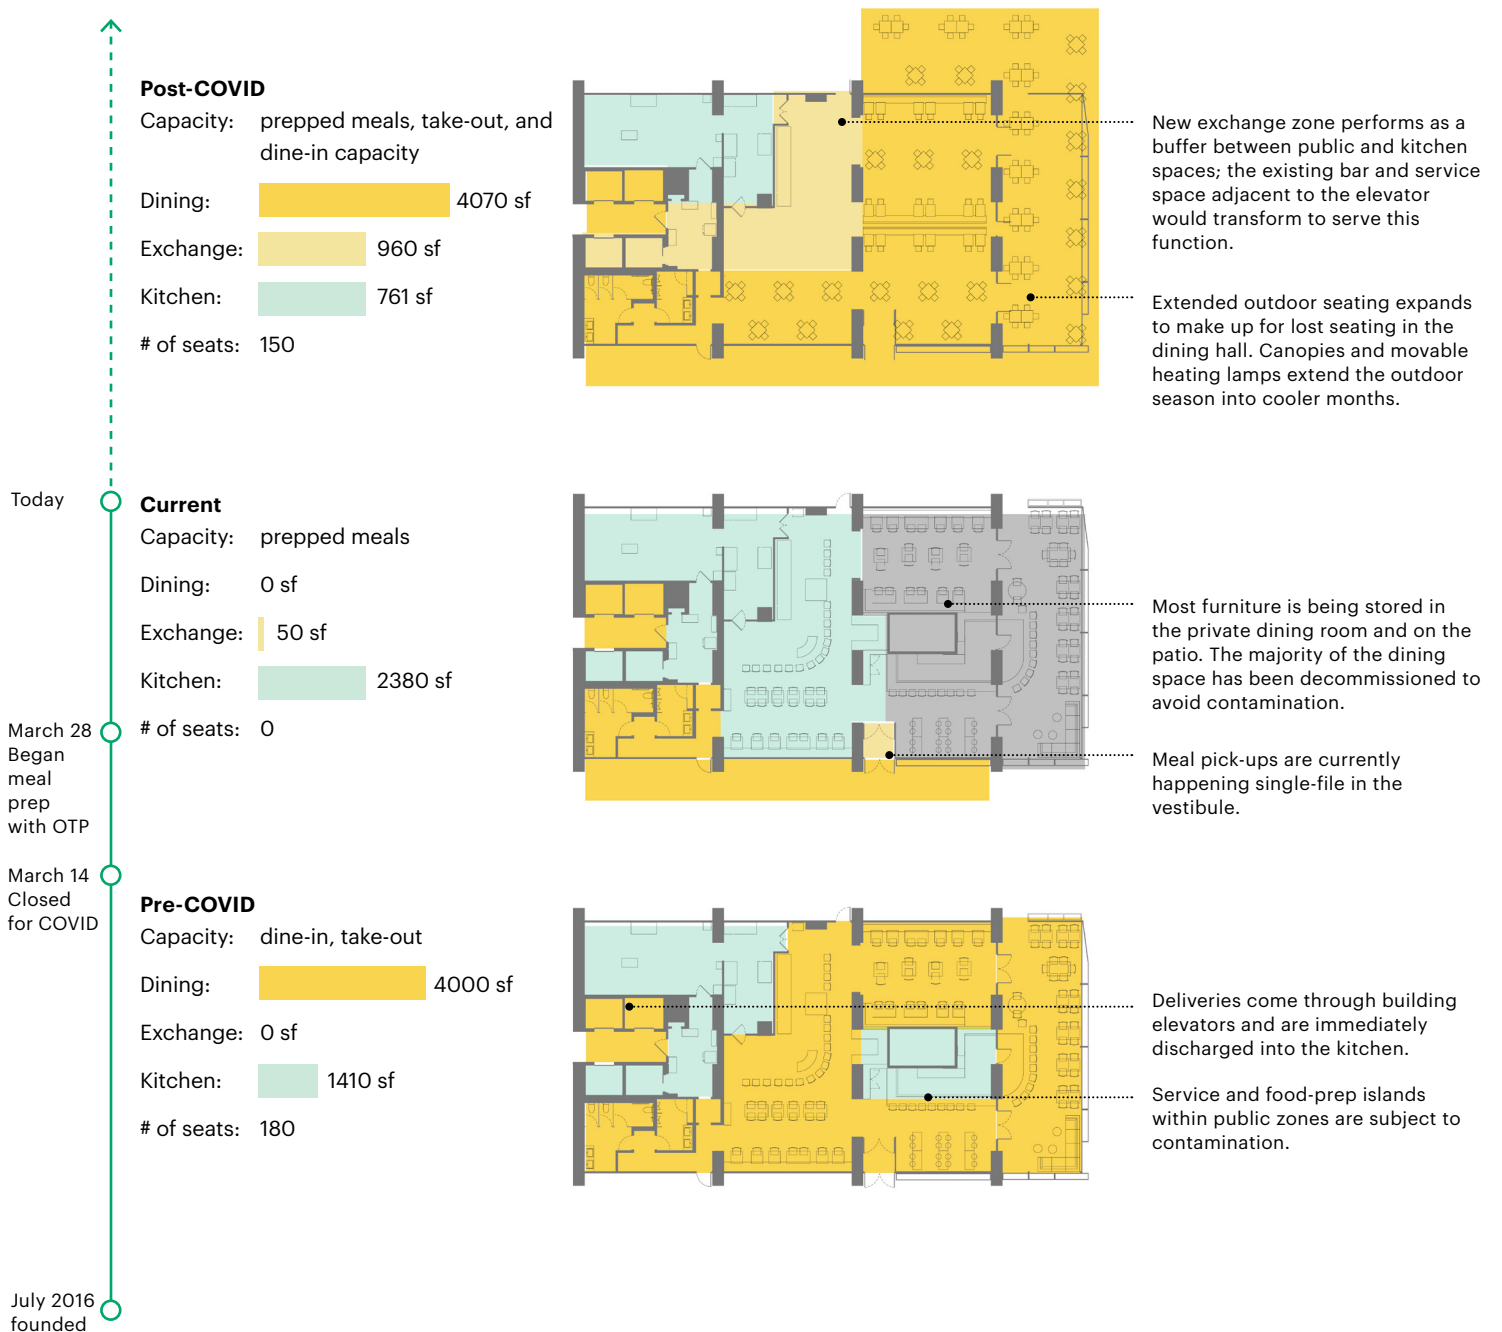 Post-COVID
Capacity: prepped meals, take-out, and
dine-in capacity
Dining: 4070 sf
Exchange: 960 sf
Kitchen: 761 sf
# of seats: 150
New exchange zone performs as a
buffer between public and kitchen
spaces; the existing bar and service
space adjacent to the elevator
would transform to serve this
function.
Extended outdoor seating expands
to make up for lost seating in the
dining hall. Canopies and movable
heating lamps extend the outdoor
season into cooler months.
Today
Current
Capacity: prepped meals
Dining: 0 sf
Exchange: 50 sf
Kitchen: 2380 sf
# of seats: 0
Most furniture is being stored in
the private dining room and on the
patio. The majority of the dining
space has been decommissioned to
avoid contamination.
Meal pick-ups are currently
happening single-file in the
vestibule.
March 28
Began
meal
prep
with OTP
March 14
Closed
for COVID
Pre-COVID
Capacity: dine-in, take-out
Dining: 4000 sf
Exchange: 0 sf
Kitchen: 1410 sf
# of seats: 180
Deliveries come through building
elevators and are immediately
discharged into the kitchen.
Service and food-prep islands
within public zones are subject to
contamination.
July 2016
founded